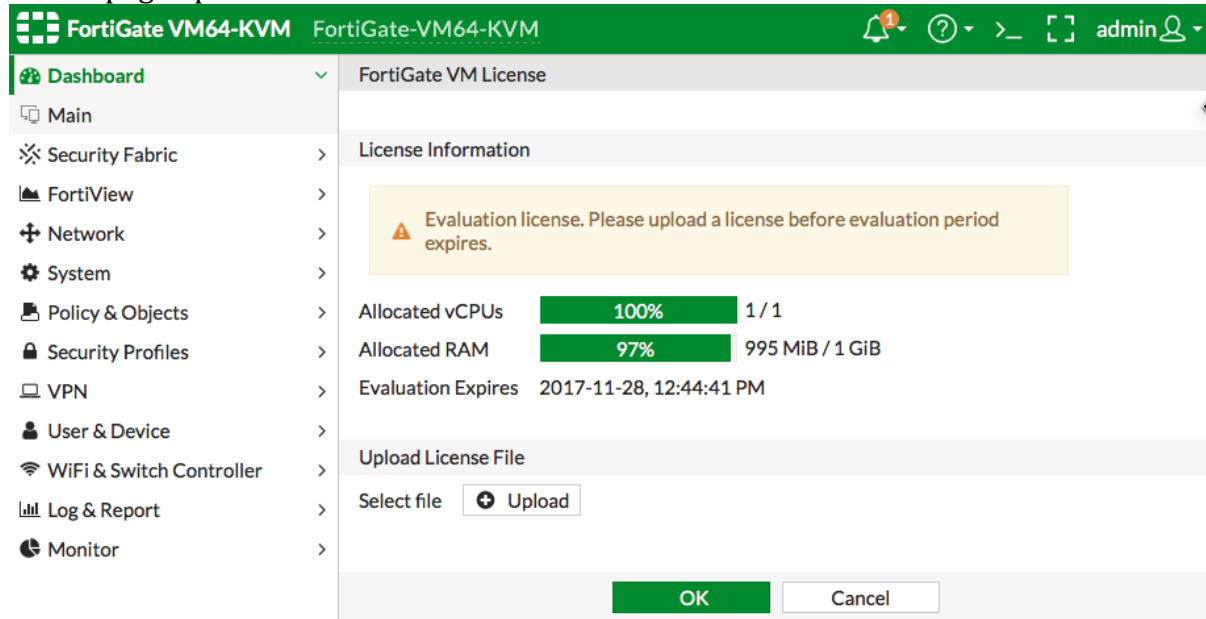 FortiGate VM64-KVM FortiGate-VM64-KVM 1 ? >_ admin
Dashboard
Main
Security Fabric
FortiView
Network
System
Policy & Objects
Security Profiles
VPN
User & Device
WiFi & Switch Controller
Log & Report
Monitor
FortiGate VM License
License Information
Evaluation license. Please upload a license before evaluation period
expires.
Allocated vCPUs 100% 1 / 1
Allocated RAM 97% 995 MiB / 1 GiB
Evaluation Expires 2017-11-28, 12:44:41 PM
Upload License File
Select file Upload
OK Cancel